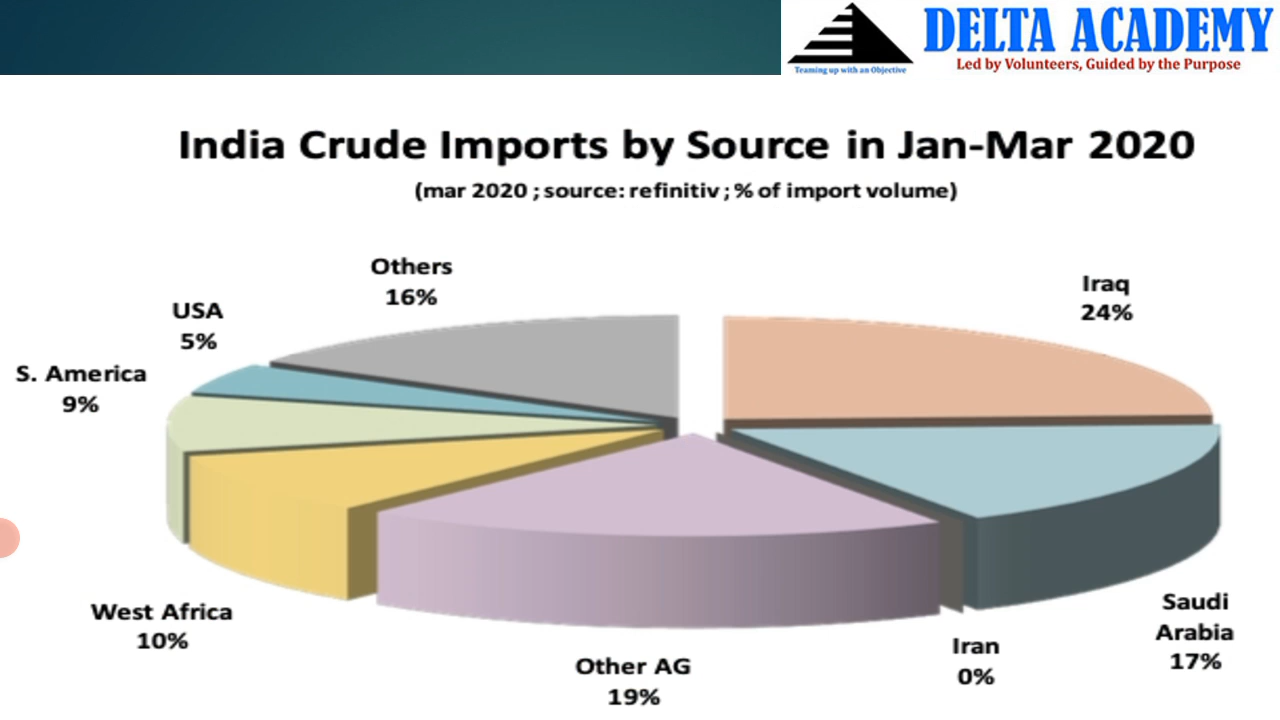 DELTA ACADEMY
Teaming up with an Objective
Led by Volunteers, Guided by the Purpose
India Crude Imports by Source in Jan-Mar 2020
(mar 2020 ; source: refinitiv ; % of import volume)
Others
16%
Iraq
24%
USA
5%
S. America
9%
West Africa
10%
Other AG
19%
Iran
0%
Saudi
Arabia
17%